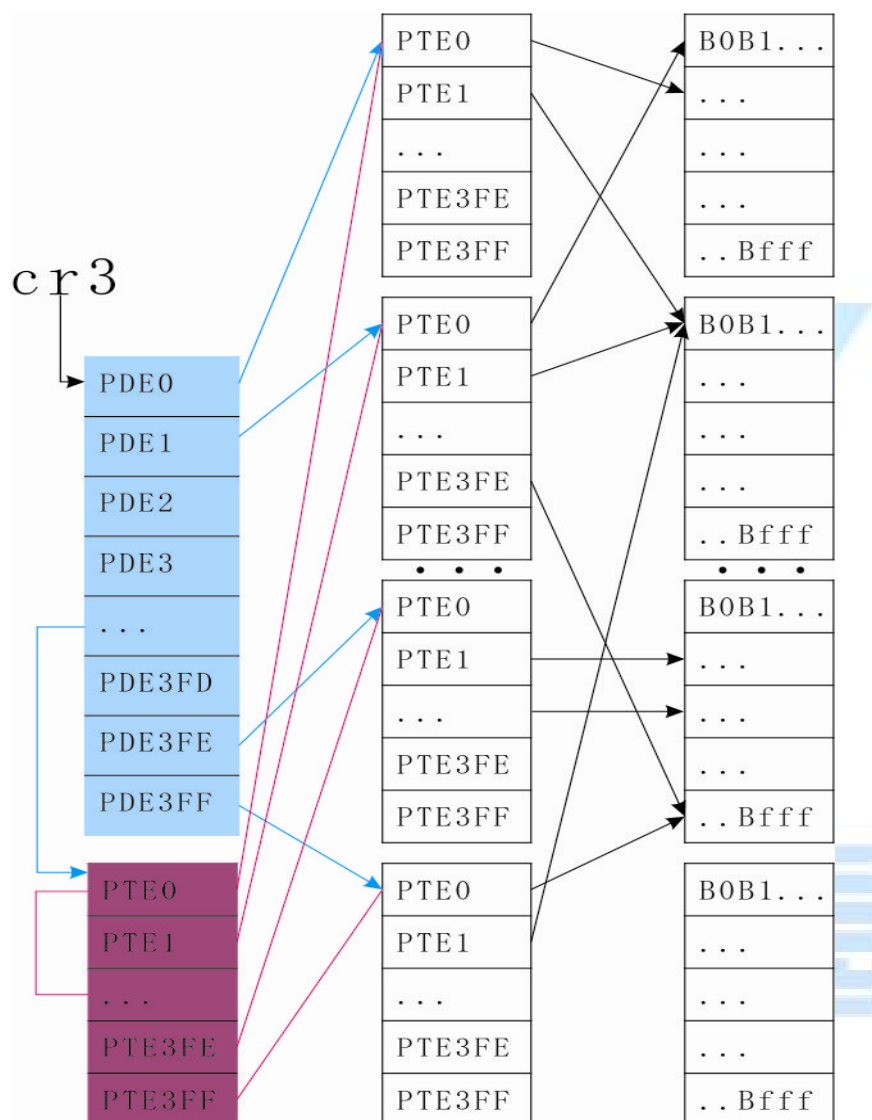 cr3
PDE0
PDE1
PDE2
PDE3
...
PDE3FD
PDE3FE
PDE3FF
PTE0
PTE1
...
PTE3FE
PTE3FF
PTE0
PTE1
...
PTE3FE
PTE3FF
PTE0
PTE1
...
PTE3FE
PTE3FF
...
PTE0
PTE1
...
PTE3FE
PTE3FF
PTE0
PTE1
...
PTE3FE
PTE3FF
B0B1...
...
...
...
..Bfff
B0B1...
...
...
...
..Bfff
...
B0B1...
...
...
...
..Bfff
B0B1...
...
...
...
..Bfff